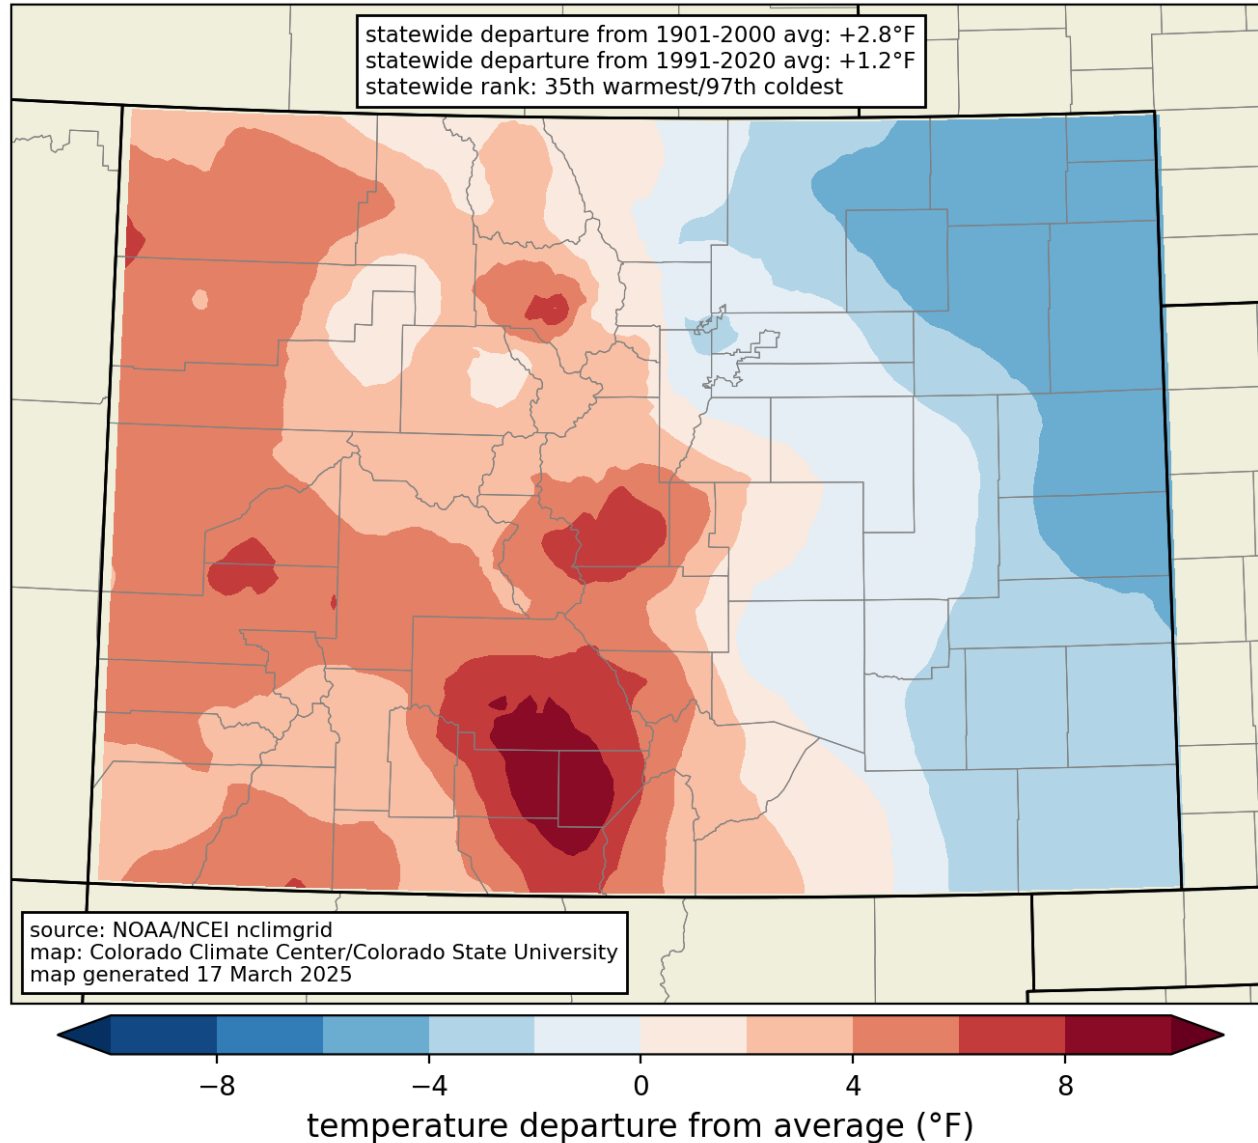 statewide departure from 1901-2000 avg: +2.8°F
statewide departure from 1991-2020 avg: +1.2°F
statewide rank: 35th warmest/97th coldest
source: NOAA/NCEI nclimgrid
map: Colorado Climate Center/Colorado State University
map generated 17 March 2025
−8 −4 0 4 8
temperature departure from average (°F)